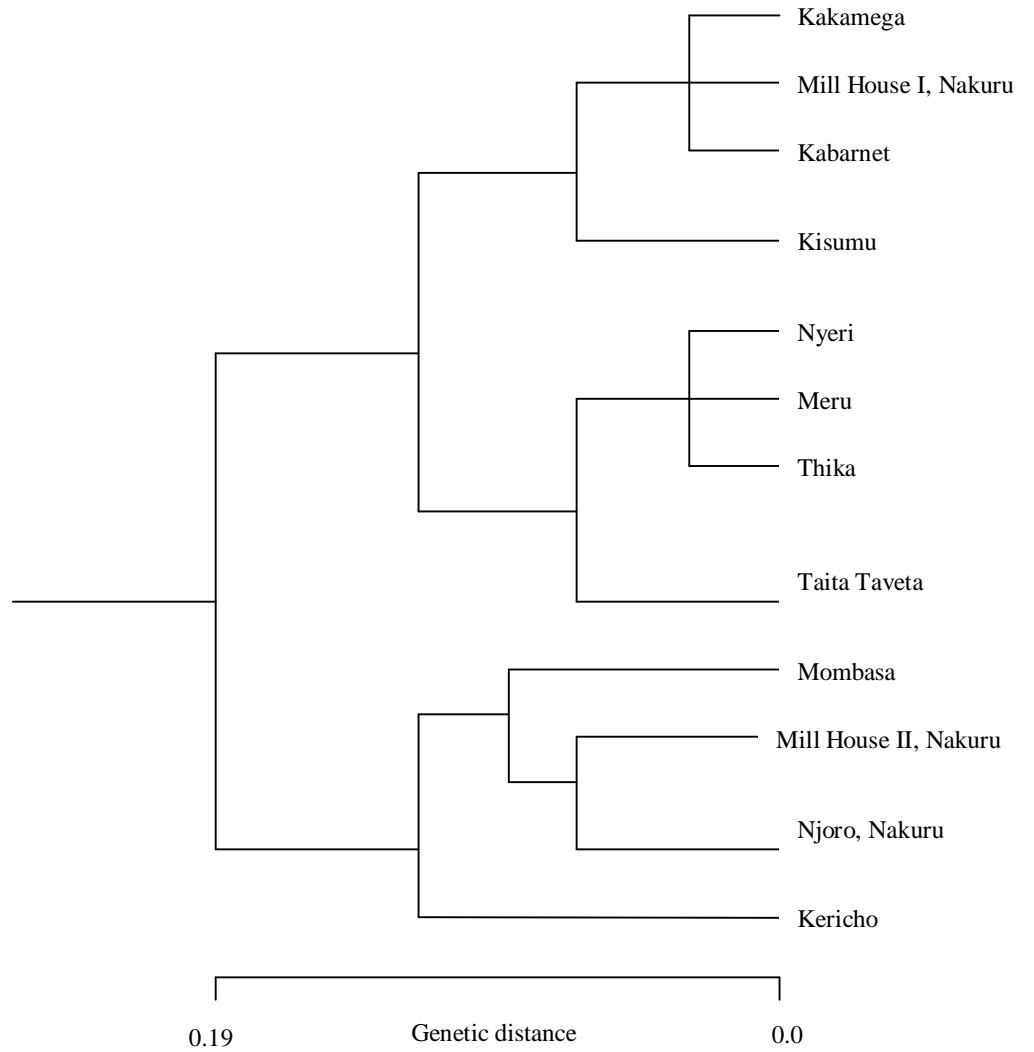 Kakamega
Mill House I, Nakuru
Kabarnet
Kisumu
Nyeri
Meru
Thika
Taita Taveta
Mombasa
Mill House II, Nakuru
Njoro, Nakuru
Kericho
0.19 Genetic distance 0.0